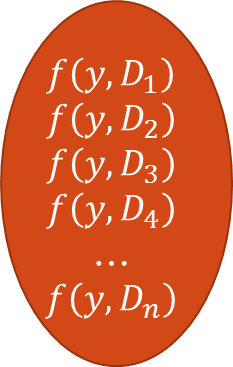 f(y, D₁)
f(y, D₂)
f(y, D₃)
f(y, D₄)
...
f(y, Dₙ)